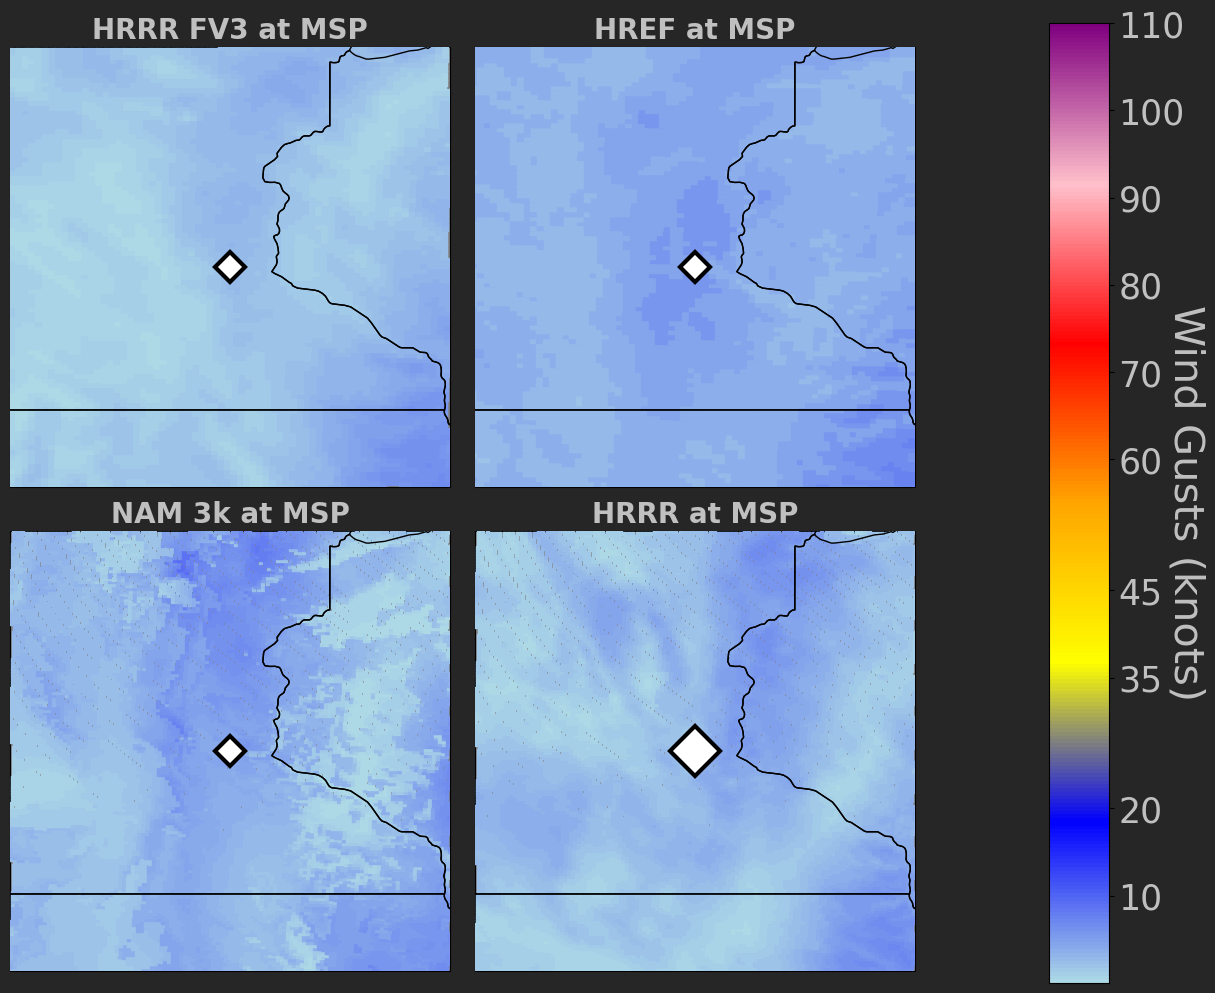 HRRR FV3 at MSP
HREF at MSP
NAM 3k at MSP
HRRR at MSP
110
100
90
80
70
60
45
35
20
10
Wind Gusts (knots)